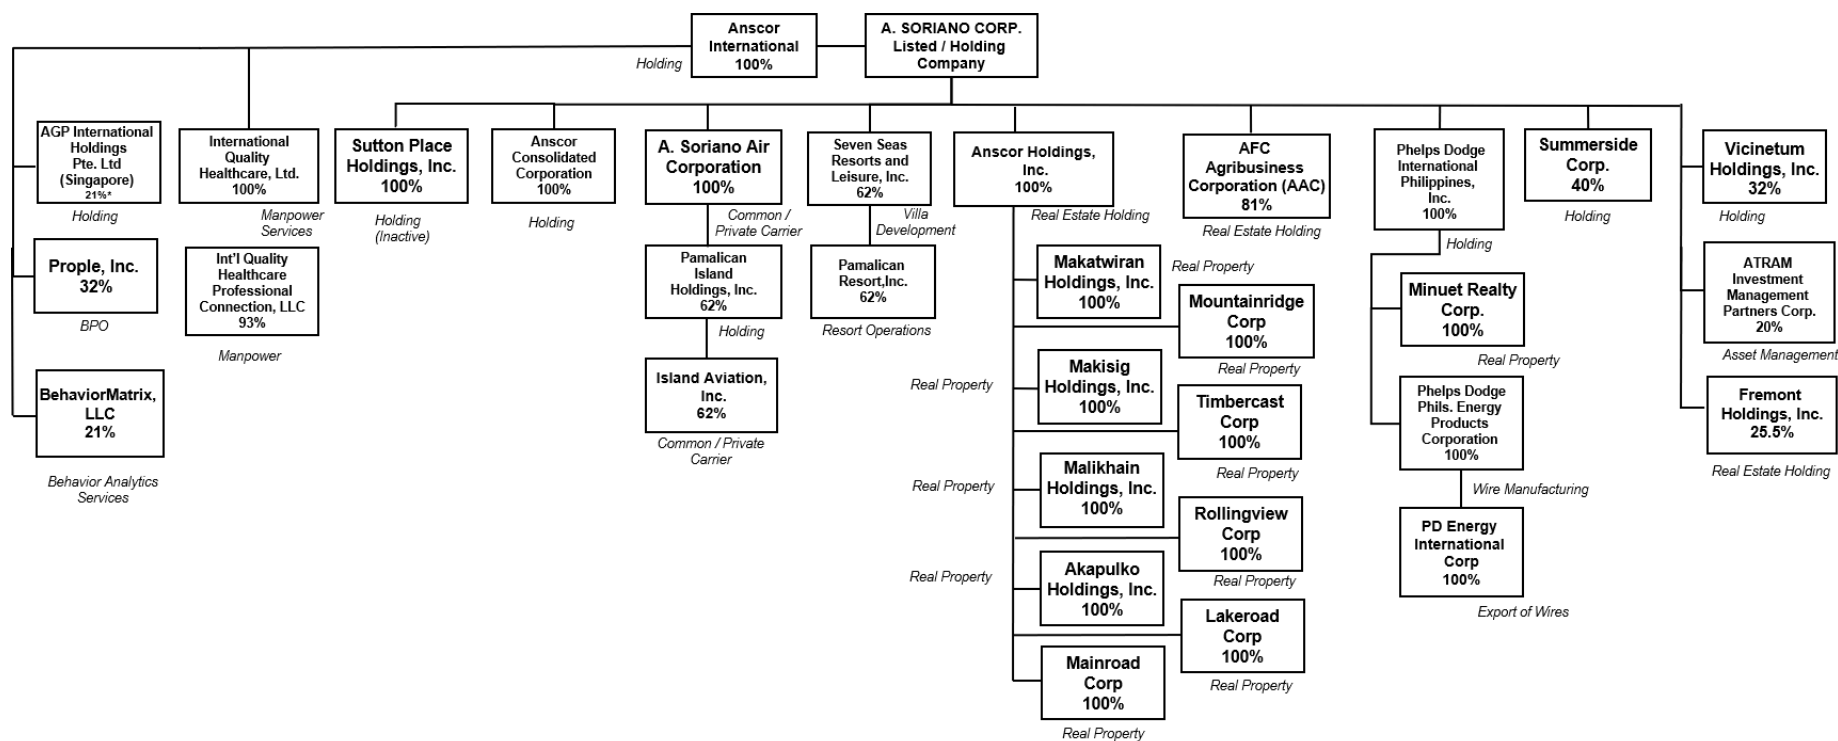 Anscor
International
100%
Holding
A. SORIANO CORP.
Listed / Holding
Company
AGP International
Holdings
Pte. Ltd
(Singapore)
21%*
Holding
International
Quality
Healthcare, Ltd.
100%
Manpower
Services
Sutton Place
Holdings, Inc.
100%
Holding
(Inactive)
Anscor
Consolidated
Corporation
100%
Holding
A. Soriano Air
Corporation
100%
Common /
Private Carrier
Seven Seas
Resorts and
Leisure, Inc.
62%
Villa
Development
Anscor Holdings,
Inc.
100%
Real Estate Holding
AFC
Agribusiness
Corporation (AAC)
81%
Real Estate Holding
Phelps Dodge
International
Philippines,
Inc.
100%
Holding
Summerside
Corp.
40%
Holding
Vicinetum
Holdings, Inc.
32%
Holding
Prople, Inc.
32%
BPO
Int'l Quality
Healthcare
Professional
Connection, LLC
93%
Manpower
Pamalican
Island
Holdings, Inc.
62%
Holding
Pamalican
Resort,Inc.
62%
Resort Operations
Makatwiran
Holdings, Inc.
100%
Real Property
Mountainridge
Corp
100%
Real Property
Minuet Realty
Corp.
100%
Real Property
ATRAM
Investment
Management
Partners Corp.
20%
Asset Management
BehaviorMatrix,
LLC
21%
Behavior Analytics
Services
Island Aviation,
Inc.
62%
Common / Private
Carrier
Real Property
Makisig
Holdings, Inc.
100%
Timbercast
Corp
100%
Real Property
Phelps Dodge
Phils. Energy
Products
Corporation
100%
Wire Manufacturing
Fremont
Holdings, Inc.
25.5%
Real Estate Holding
Real Property
Malikhain
Holdings, Inc.
100%
Rollingview
Corp
100%
Real Property
PD Energy
International
Corp
100%
Export of Wires
Real Property
Akapulko
Holdings, Inc.
100%
Lakeroad
Corp
100%
Real Property
Mainroad
Corp
100%
Real Property